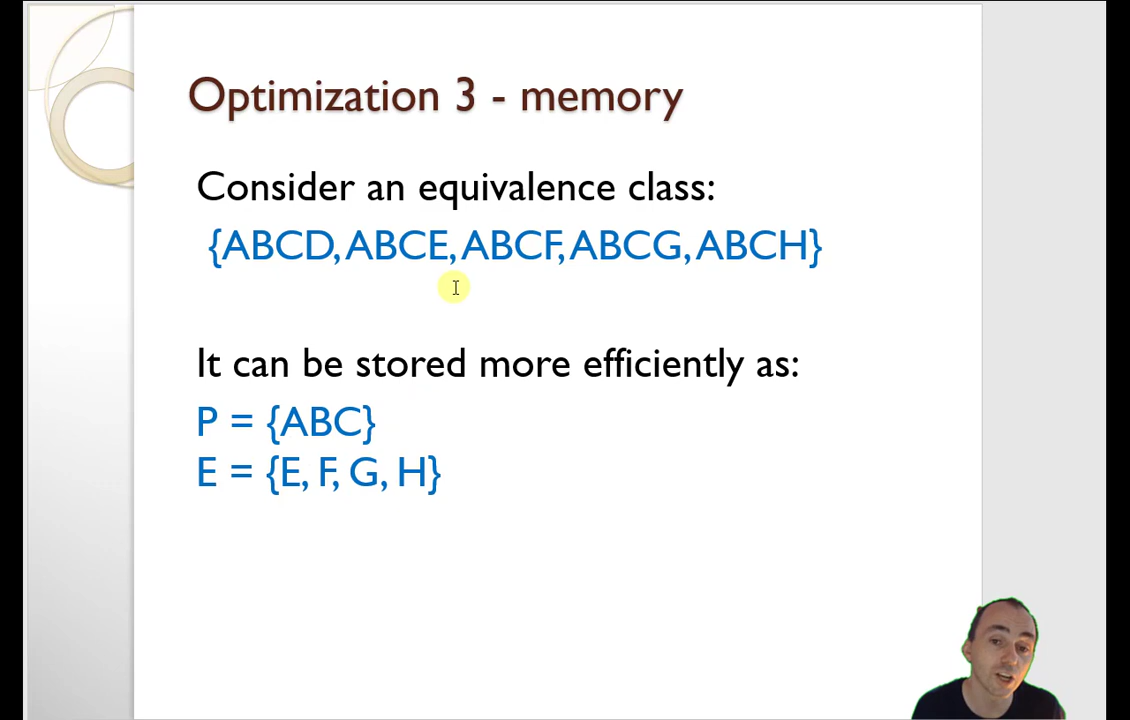 Optimization 3 - memory
Consider an equivalence class:
{ABCD, ABCE, ABCF, ABCG, ABCH}
It can be stored more efficiently as:
P = {ABC}
E = {E, F, G, H}